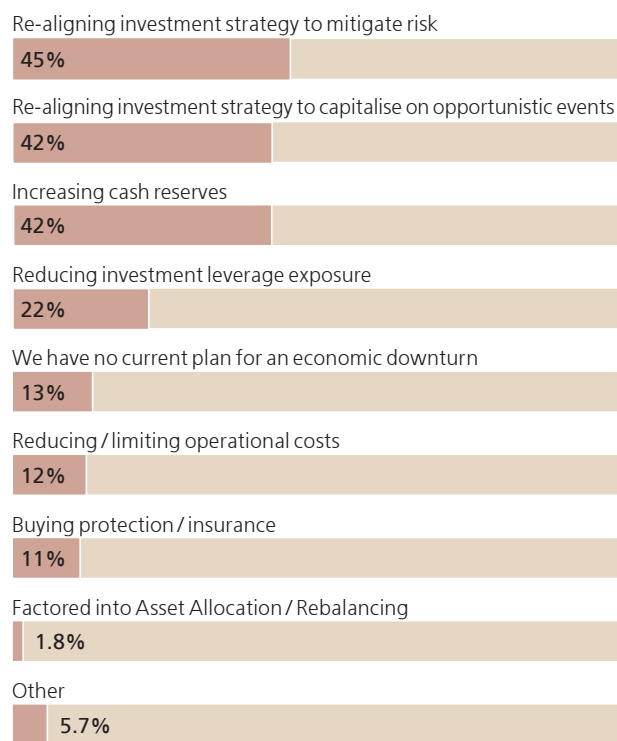 Re-aligning investment strategy to mitigate risk
45%
Re-aligning investment strategy to capitalise on opportunistic events
42%
Increasing cash reserves
42%
Reducing investment leverage exposure
22%
We have no current plan for an economic downturn
13%
Reducing / limiting operational costs
12%
Buying protection / insurance
11%
Factored into Asset Allocation / Rebalancing
1.8%
Other
5.7%